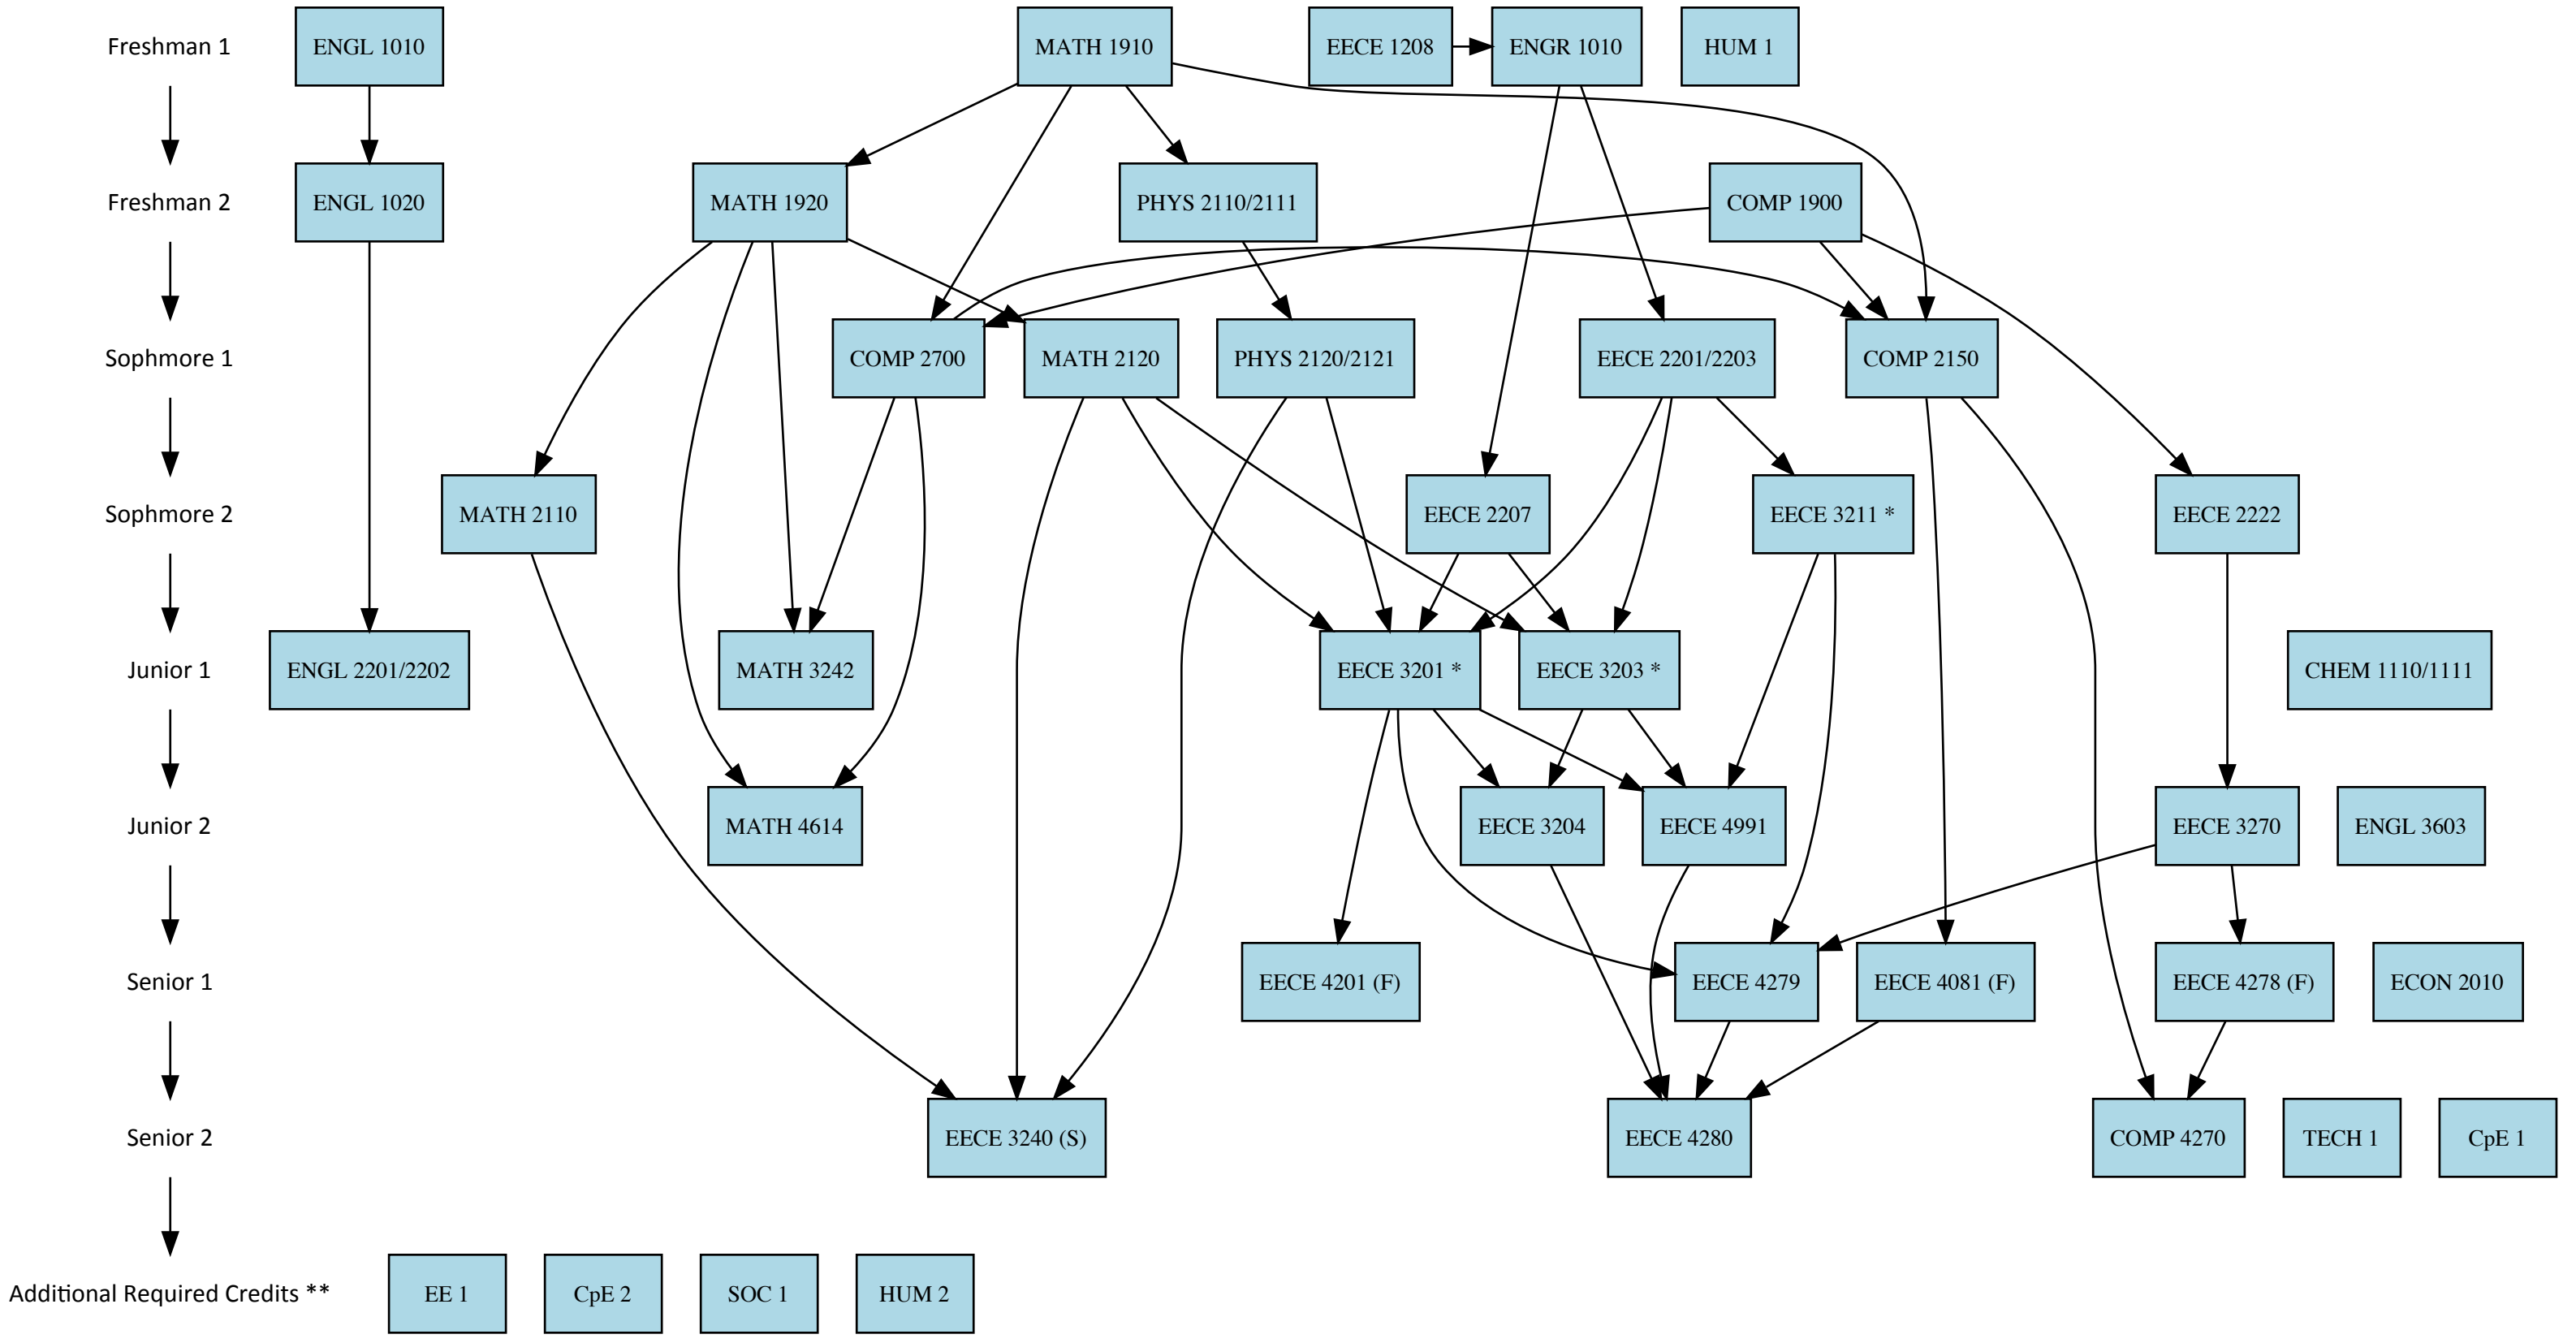 Freshman 1
ENGL 1010
MATH 1910
EECE 1208
ENGR 1010
HUM 1
Freshman 2
ENGL 1020
MATH 1920
PHYS 2110/2111
COMP 1900
Sophmore 1
COMP 2700
MATH 2120
PHYS 2120/2121
EECE 2201/2203
COMP 2150
Sophmore 2
MATH 2110
EECE 2207
EECE 3211 *
EECE 2222
Junior 1
ENGL 2201/2202
MATH 3242
EECE 3201 *
EECE 3203 *
CHEM 1110/1111
Junior 2
MATH 4614
EECE 3204
EECE 4991
EECE 3270
ENGL 3603
Senior 1
EECE 4201 (F)
EECE 4279
EECE 4081 (F)
EECE 4278 (F)
ECON 2010
Senior 2
EECE 3240 (S)
EECE 4280
COMP 4270
TECH 1
CpE 1
Additional Required Credits **
EE 1
CpE 2
SOC 1
HUM 2